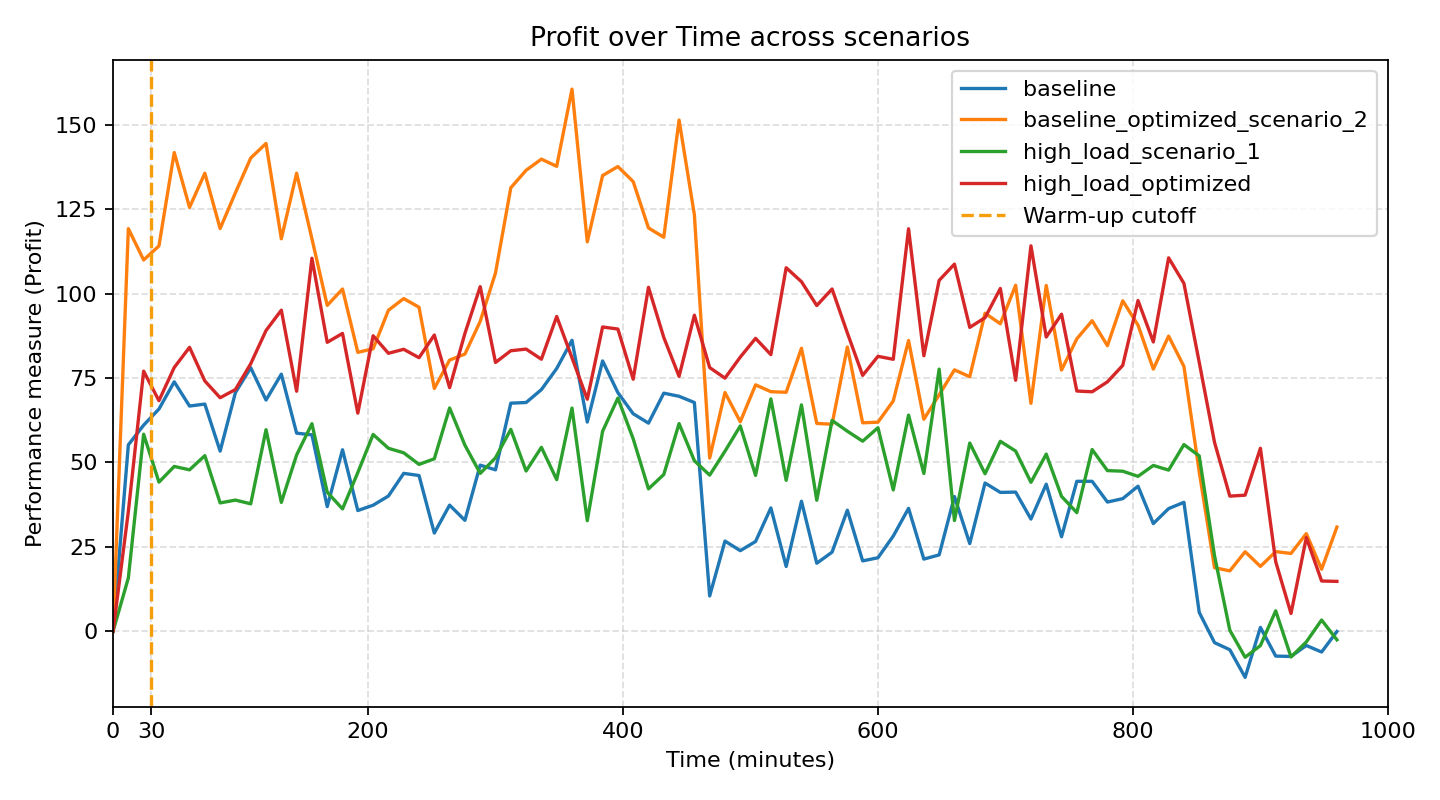 Profit over Time across scenarios
Performance measure (Profit)
150
125
100
75
50
25
0
0 30 200 400 600 800 1000
Time (minutes)
baseline
baseline_optimized_scenario_2
high_load_scenario_1
high_load_optimized
Warm-up cutoff